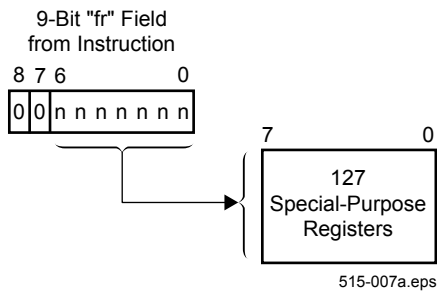 9-Bit "fr" Field
from Instruction
8 7 6 0
0 0 n n n n n n n
7 0
127
Special-Purpose
Registers
515-007a.eps